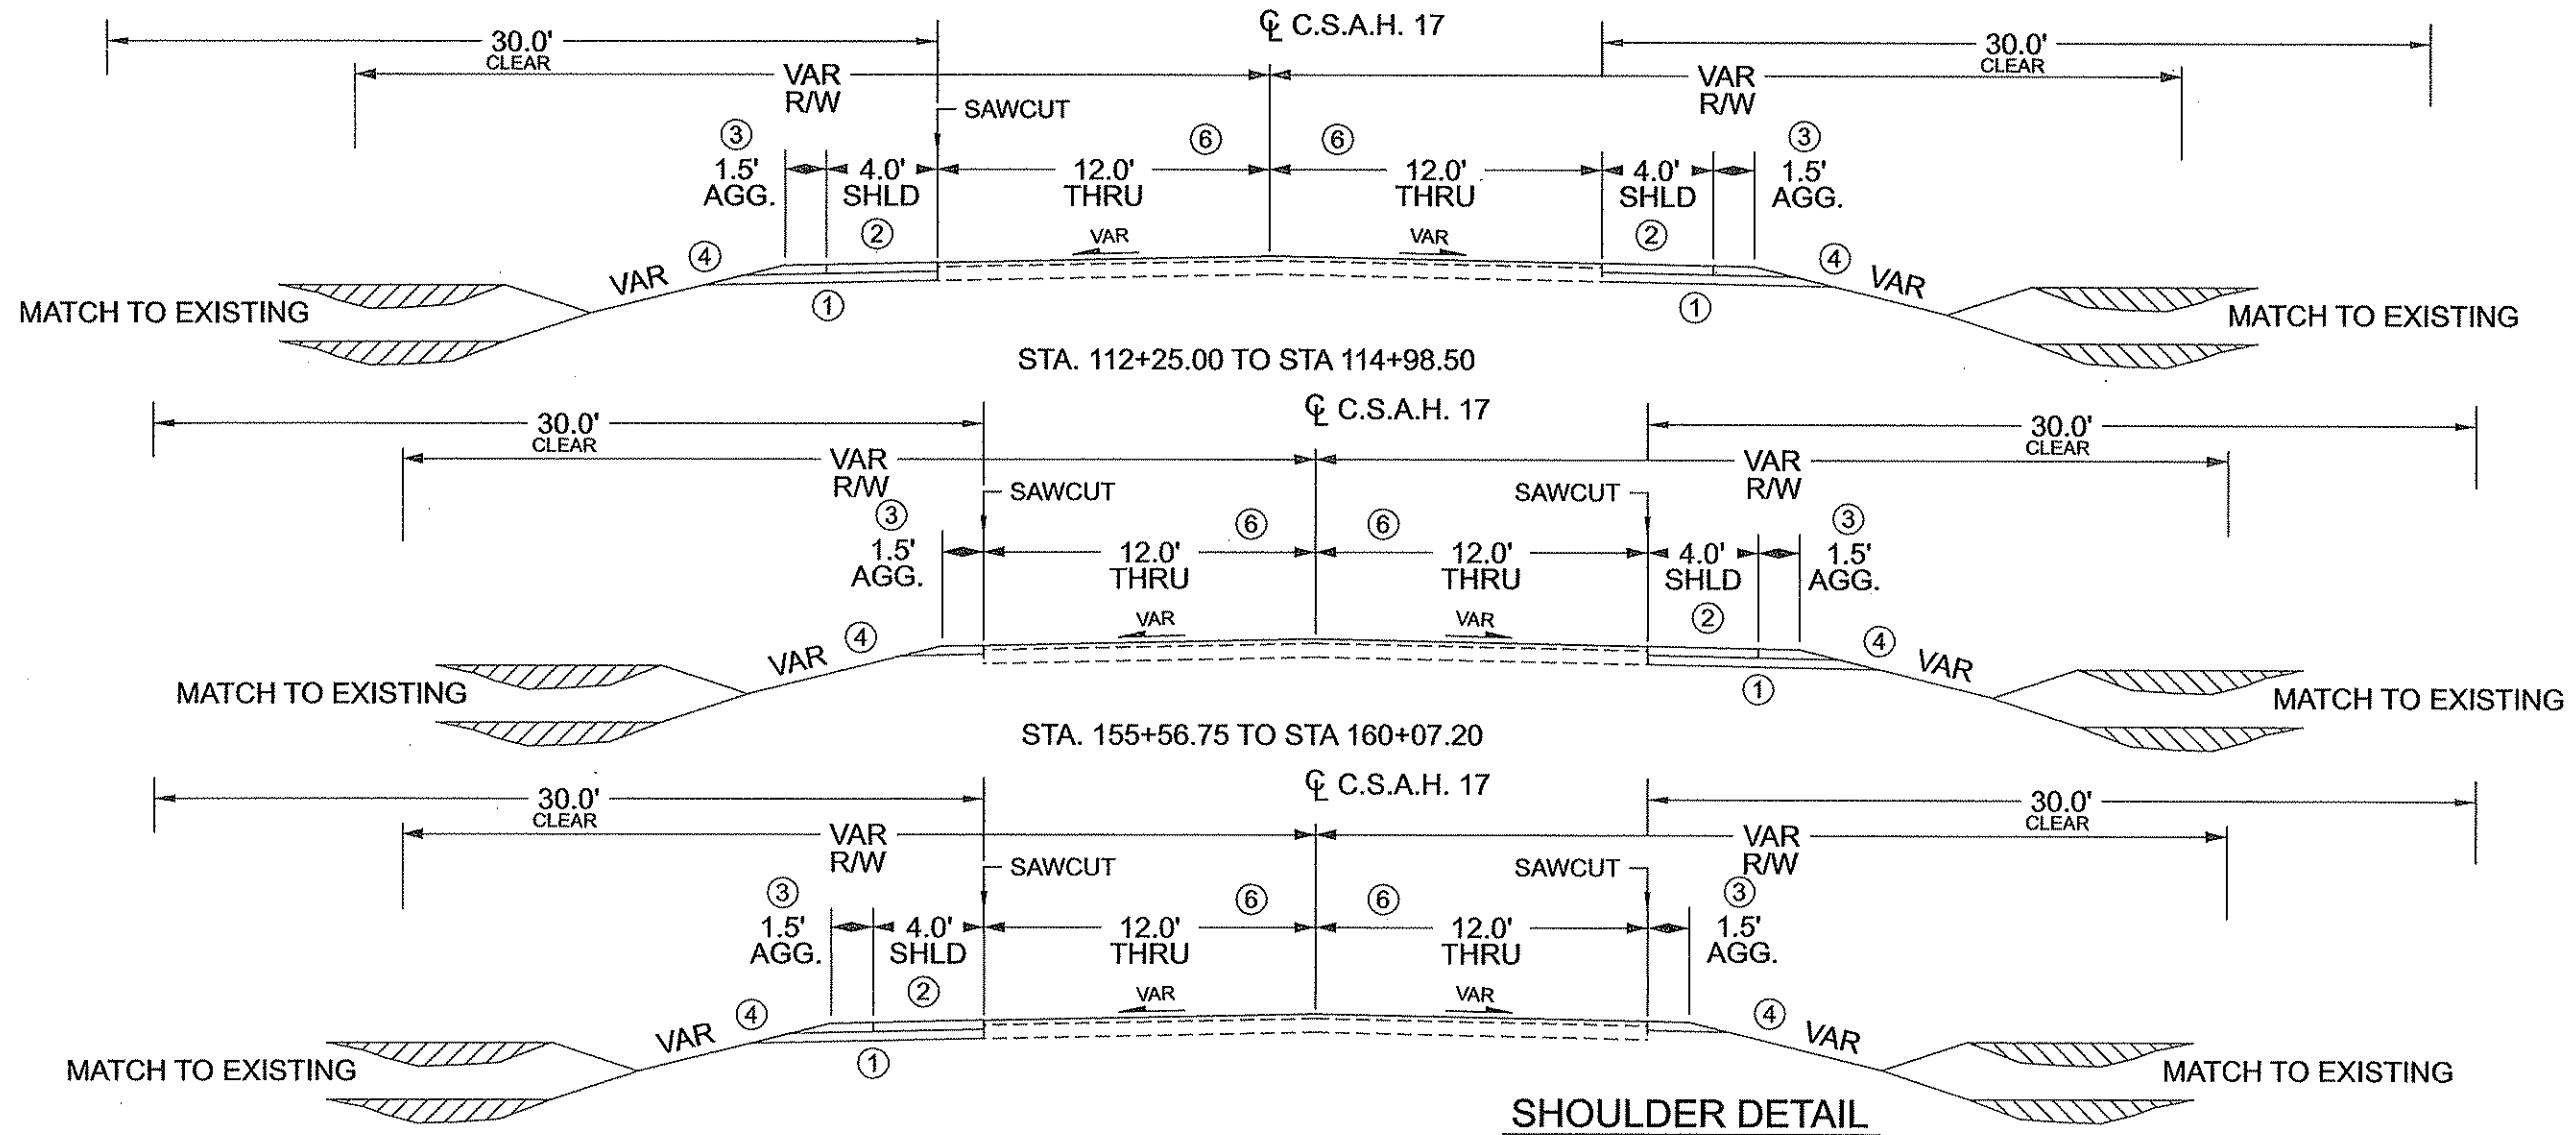 ℄ C.S.A.H. 17
30.0' 30.0'
CLEAR CLEAR
VAR VAR
R/W R/W
SAWCUT
③ ⑥ ⑥ ③
1.5' 4.0' 12.0' 12.0' 4.0' 1.5'
AGG. SHLD THRU THRU SHLD AGG.
② VAR VAR ②
④ VAR ④ VAR
MATCH TO EXISTING ① ① MATCH TO EXISTING
STA. 112+25.00 TO STA 114+98.50
℄ C.S.A.H. 17
30.0' 30.0'
CLEAR CLEAR
VAR VAR
R/W R/W
SAWCUT SAWCUT
③ ⑥ ⑥ ③
1.5' 12.0' 12.0' 4.0' 1.5'
AGG. THRU THRU SHLD AGG.
VAR VAR ②
VAR ④ ④ VAR
MATCH TO EXISTING ① MATCH TO EXISTING
STA. 155+56.75 TO STA 160+07.20
℄ C.S.A.H. 17
30.0' 30.0'
CLEAR CLEAR
VAR VAR
R/W R/W
SAWCUT SAWCUT
③ ⑥ ⑥ ③
1.5' 4.0' 12.0' 12.0' 1.5'
AGG. SHLD THRU THRU AGG.
② VAR VAR
VAR ④ ④ VAR
MATCH TO EXISTING ① MATCH TO EXISTING
SHOULDER DETAIL